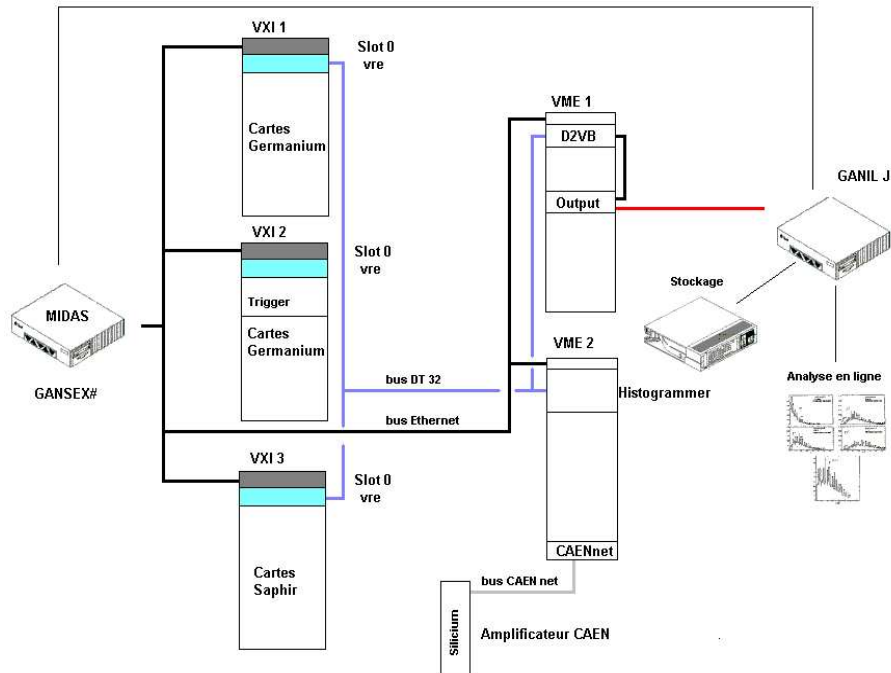 VXI 1
Slot 0
vre
Cartes
Germanium
VME 1
D2VB
Output
GANIL J
VXI 2
Slot 0
vre
Trigger
Cartes
Germanium
MIDAS
GANSEX#
Stockage
VME 2
Histogrammer
Analyse en ligne
bus DT 32
bus Ethernet
VXI 3
Slot 0
vre
Cartes
Saphir
CAENnet
bus CAEN net
Silicium
Amplificateur CAEN